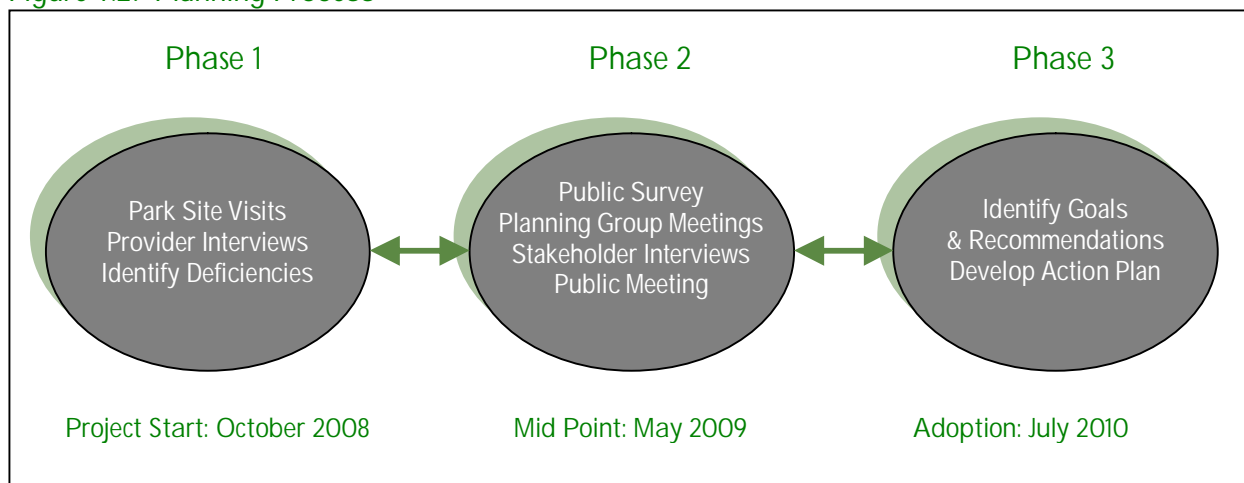 Phase 1
Phase 2
Phase 3
Park Site Visits
Provider Interviews
Identify Deficiencies
Public Survey
Planning Group Meetings
Stakeholder Interviews
Public Meeting
Identify Goals
& Recommendations
Develop Action Plan
Project Start: October 2008
Mid Point: May 2009
Adoption: July 2010